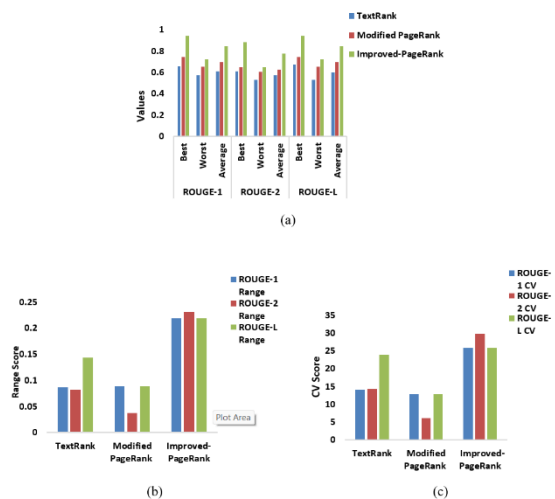 TextRank
Modified PageRank
Improved-PageRank
1
0.8
0.6
0.4
0.2
0
Values
Best
Worst
Average
Best
Worst
Average
Best
Worst
Average
ROUGE-1
ROUGE-2
ROUGE-L
(a)
ROUGE-1
Range
ROUGE-2
Range
ROUGE-L
Range
0.25
0.2
0.15
0.1
0.05
0
Range Score
Plot Area
TextRank
Modified
PageRank
Improved-
PageRank
(b)
ROUGE-
1 CV
ROUGE-
2 CV
ROUGE-
L CV
35
30
25
20
15
10
5
0
CV Score
TextRank
Modified
PageRank
Improved-
PageRank
(c)